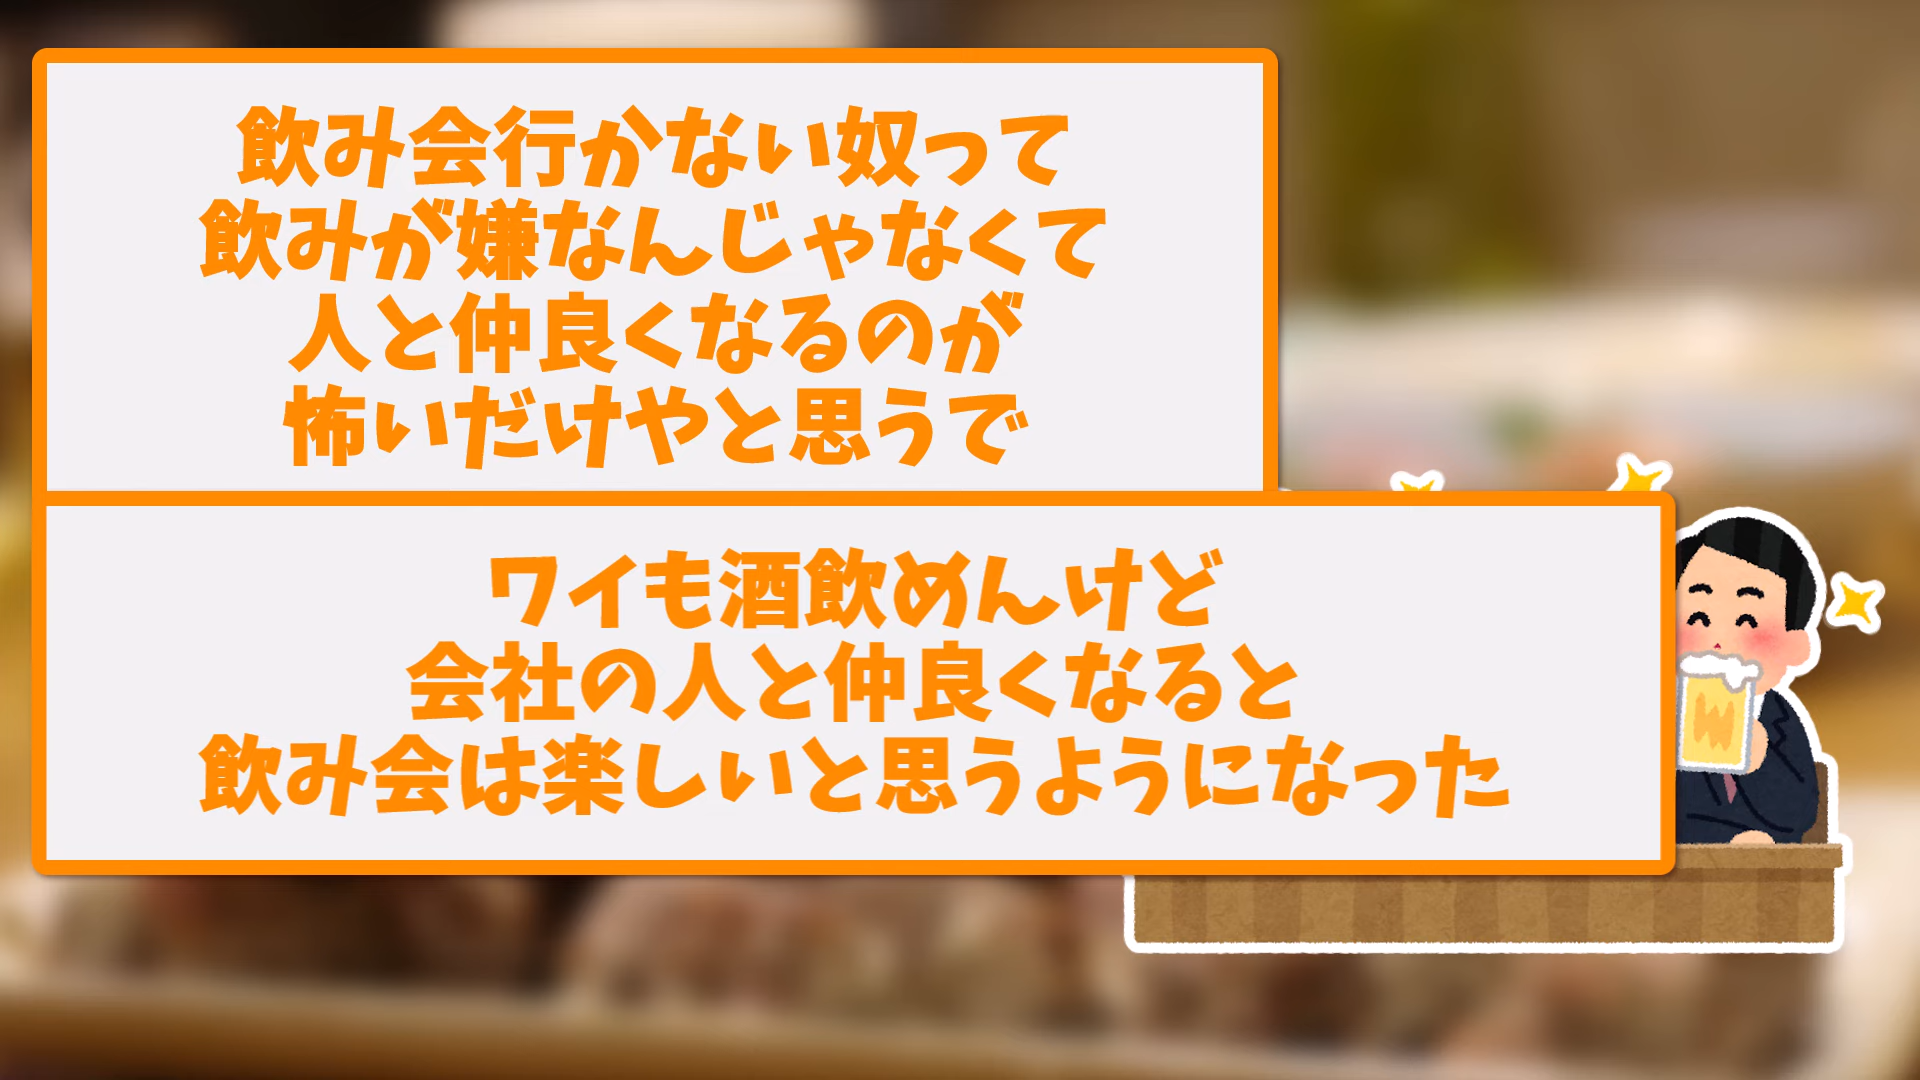 飲み会行かない奴って
飲みが嫌なんじゃなくて
人と仲良くなるのが
怖いだけやと思うで
ワイも酒飲めんけど
会社の人と仲良くなると
飲み会は楽しいと思うようになった